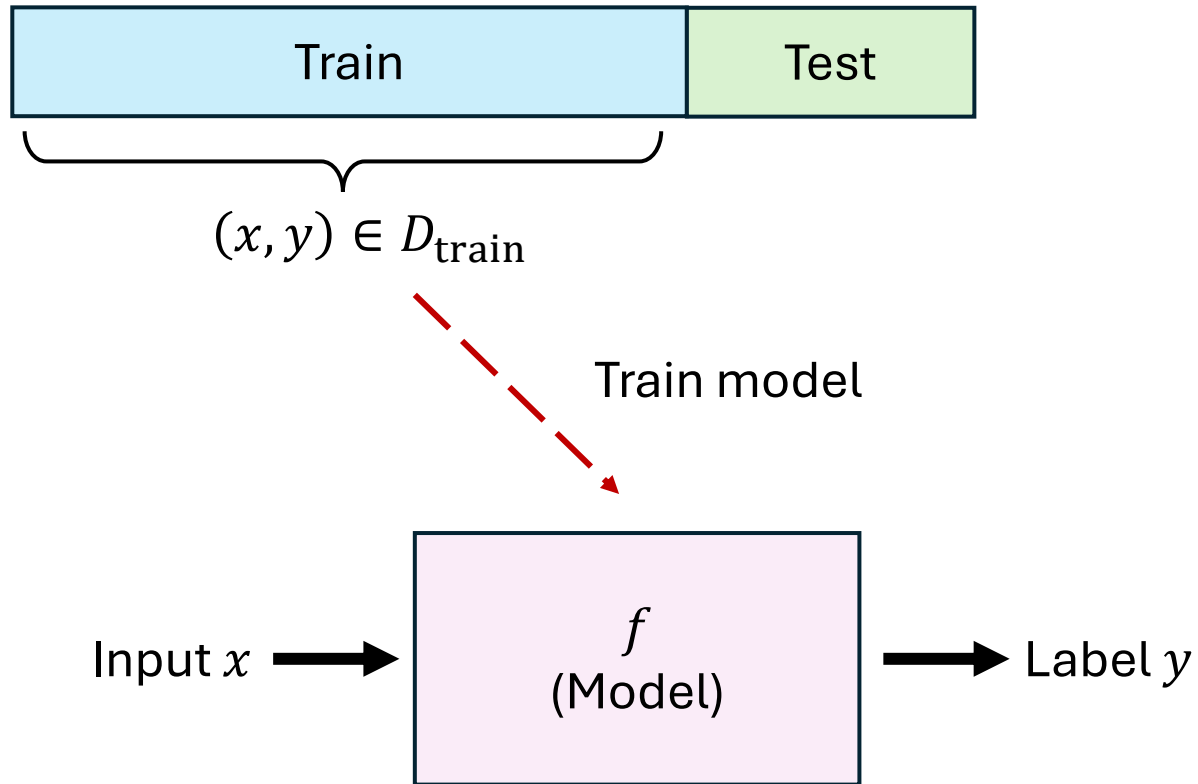 Train
Test
(x, y) ∈ D_train
Train model
Input x
f
(Model)
Label y